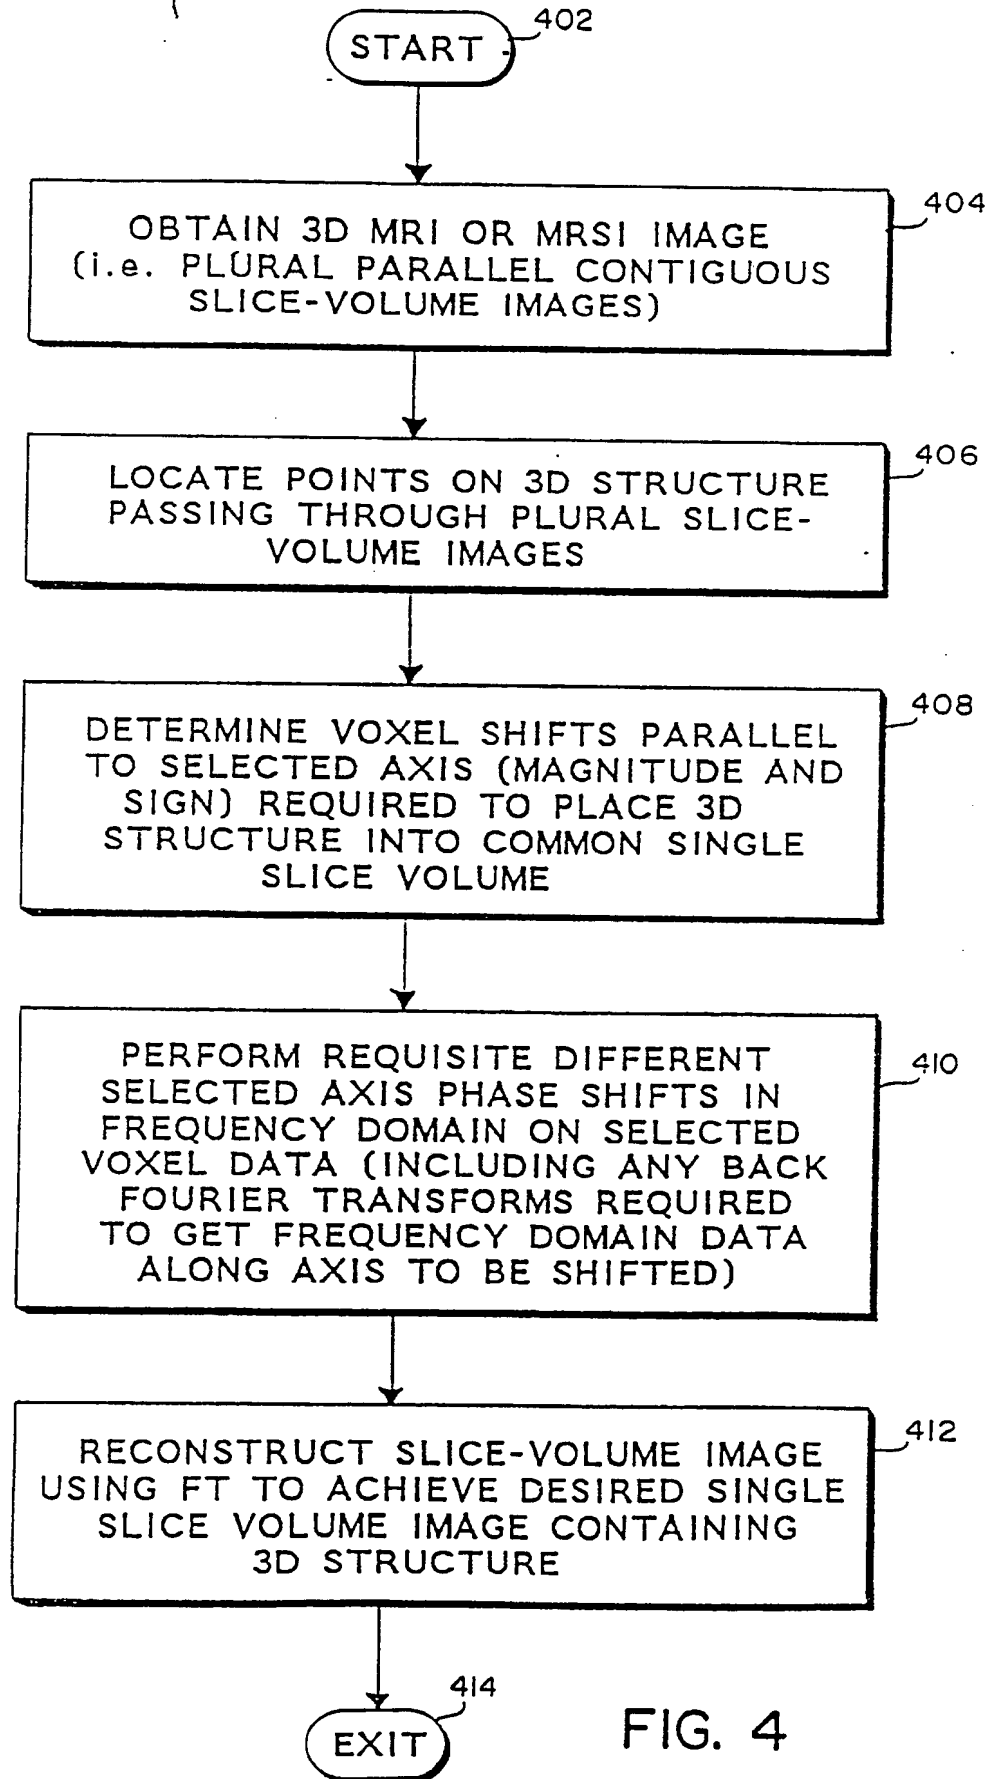 402
START
404
OBTAIN 3D MRI OR MRSI IMAGE
(i.e. PLURAL PARALLEL CONTIGUOUS
SLICE-VOLUME IMAGES)
406
LOCATE POINTS ON 3D STRUCTURE
PASSING THROUGH PLURAL SLICE-
VOLUME IMAGES
408
DETERMINE VOXEL SHIFTS PARALLEL
TO SELECTED AXIS (MAGNITUDE AND
SIGN) REQUIRED TO PLACE 3D
STRUCTURE INTO COMMON SINGLE
SLICE VOLUME
410
PERFORM REQUISITE DIFFERENT
SELECTED AXIS PHASE SHIFTS IN
FREQUENCY DOMAIN ON SELECTED
VOXEL DATA (INCLUDING ANY BACK
FOURIER TRANSFORMS REQUIRED
TO GET FREQUENCY DOMAIN DATA
ALONG AXIS TO BE SHIFTED)
412
RECONSTRUCT SLICE-VOLUME IMAGE
USING FT TO ACHIEVE DESIRED SINGLE
SLICE VOLUME IMAGE CONTAINING
3D STRUCTURE
414
EXIT
FIG. 4